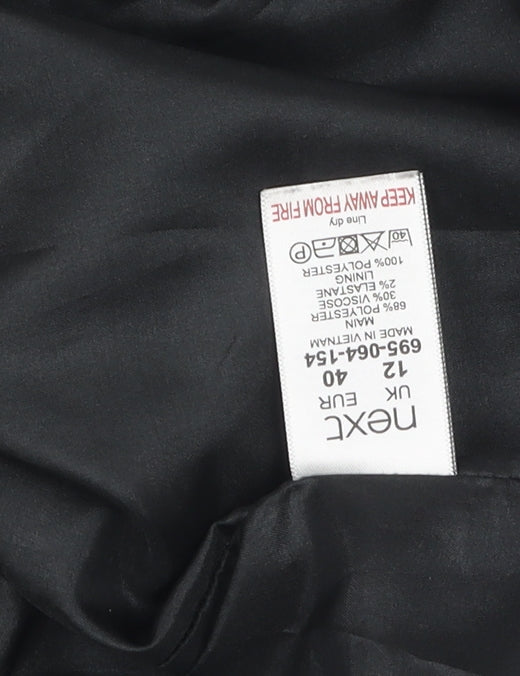 next
UK EUR
12 40
695-064-154
MADE IN VIETNAM
MAIN
68% POLYESTER
30% VISCOSE
2% ELASTANE
LINING
100% POLYESTER
40 P
Line dry
KEEP AWAY FROM FIRE